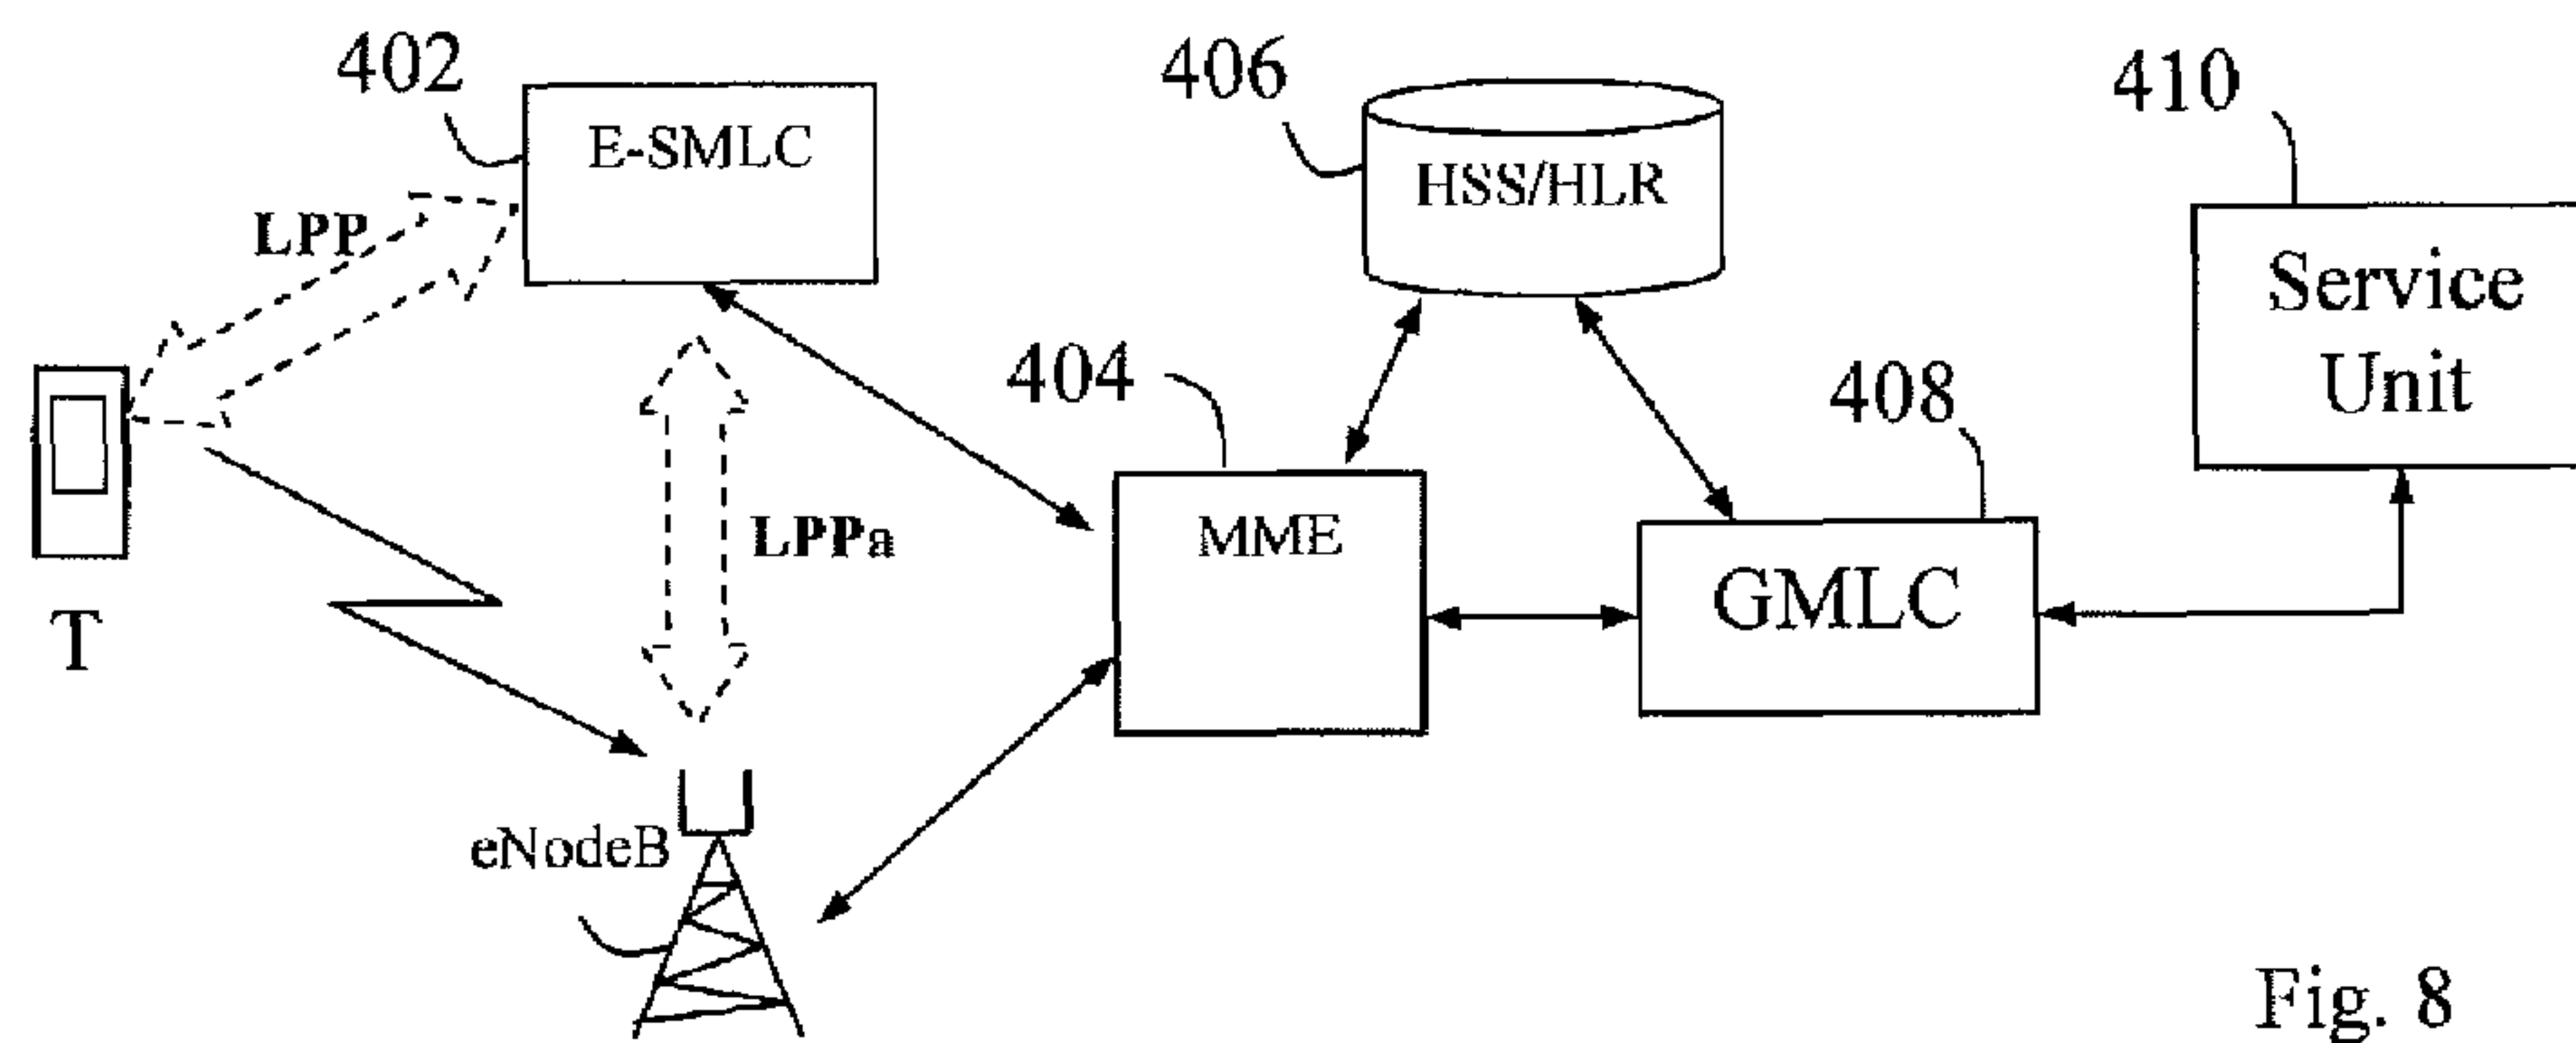 402
E-SMLC
406
HSS/HLR
410
Service
Unit
LPP
404
MME
408
GMLC
LPPa
T
eNodeB
Fig. 8